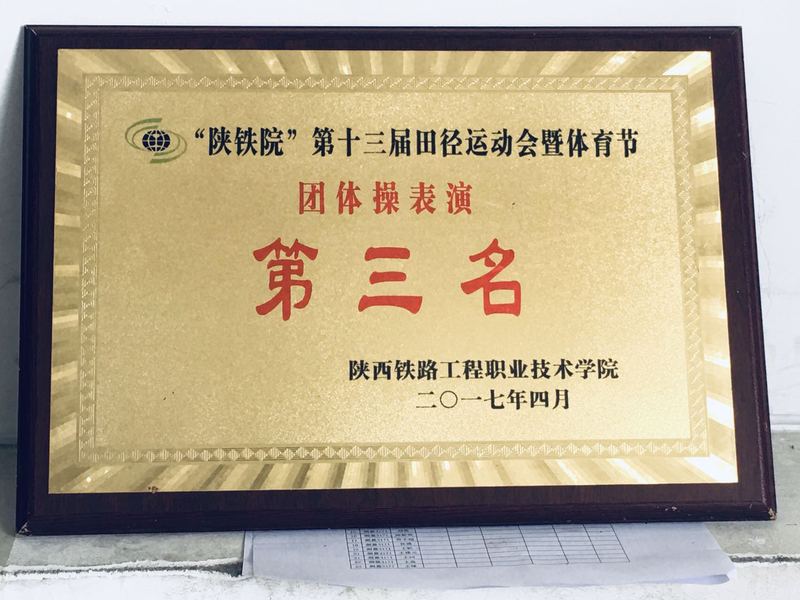 “陕铁院”第十三届田径运动会暨体育节
团体操表演
第三名
陕西铁路工程职业技术学院
二〇一七年四月